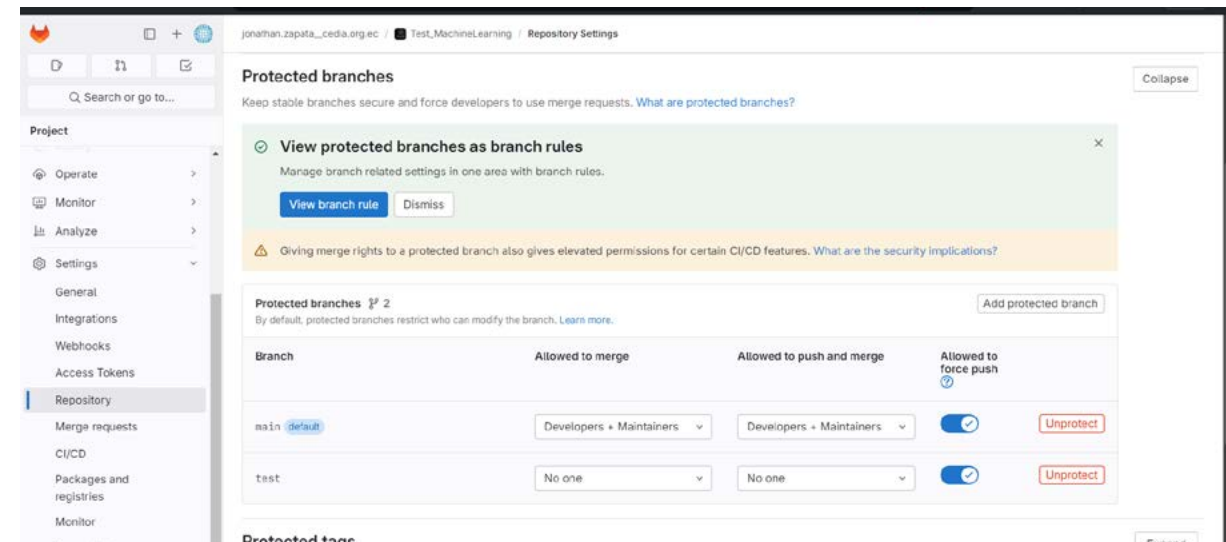 jonathan.zapata__cedia.org.ec / Test_MachineLearning / Repository Settings
Search or go to...
Project
Operate
Monitor
Analyze
Settings
General
Integrations
Webhooks
Access Tokens
Repository
Merge requests
CI/CD
Packages and
registries
Monitor
Protected branches
Collapse
Keep stable branches secure and force developers to use merge requests. What are protected branches?
View protected branches as branch rules
Manage branch related settings in one area with branch rules.
View branch rule Dismiss
Giving merge rights to a protected branch also gives elevated permissions for certain CI/CD features. What are the security implications?
Protected branches 2
Add protected branch
By default, protected branches restrict who can modify the branch. Learn more.
Branch Allowed to merge Allowed to push and merge Allowed to
force push
main default Developers + Maintainers Developers + Maintainers Unprotect
test No one No one Unprotect
Protected tags